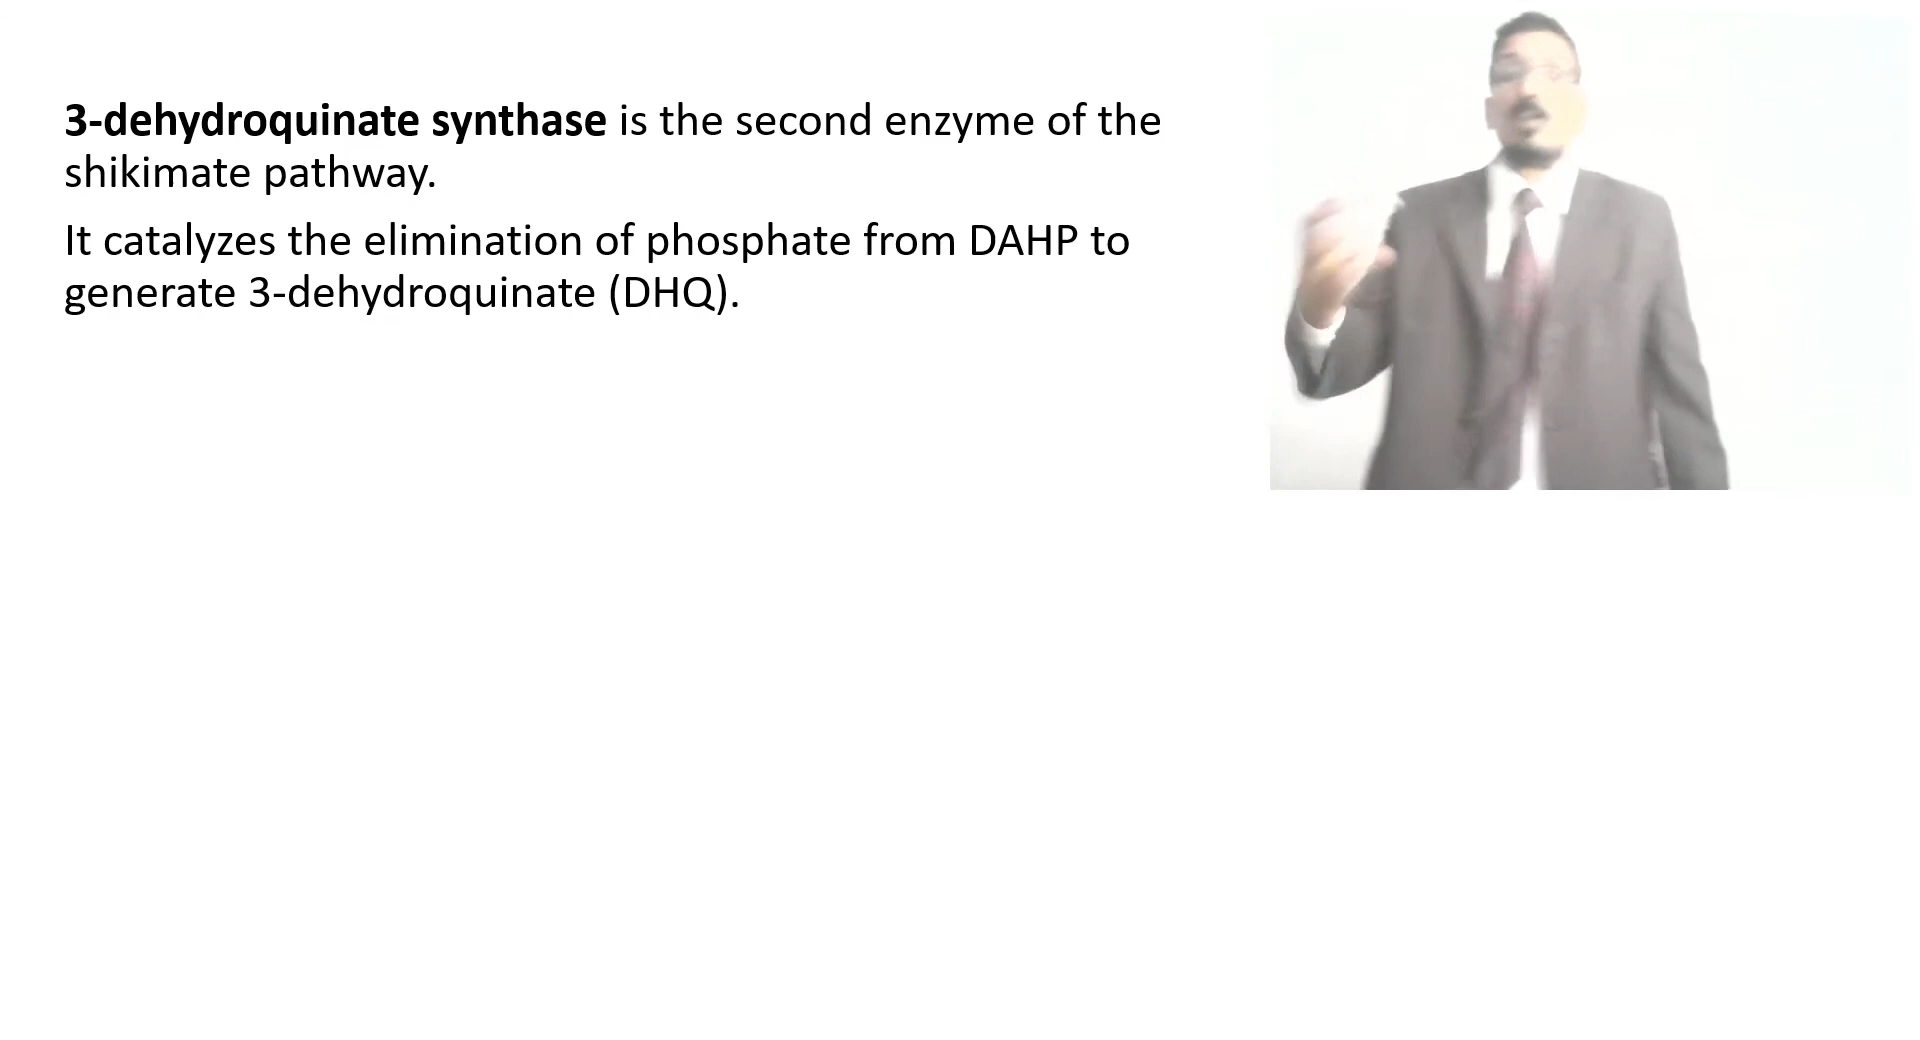 3-dehydroquinate synthase is the second enzyme of the
shikimate pathway.
It catalyzes the elimination of phosphate from DAHP to
generate 3-dehydroquinate (DHQ).